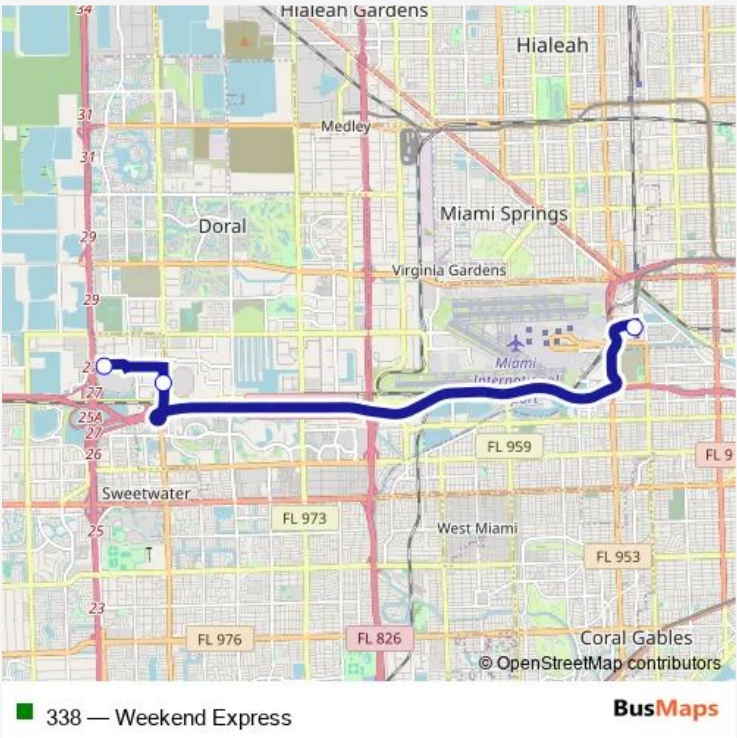 34
Hialeah Gardens
Hialeah
31
Medley
31
Miami Springs
Doral
29
Virginia Gardens
29
Miami
International
27
25A
27
FL 959
26
FL 9
Sweetwater
FL 973
West Miami
25
FL 953
23
FL 976
FL 826
Coral Gables
© OpenStreetMap contributors
338 — Weekend Express
BusMaps